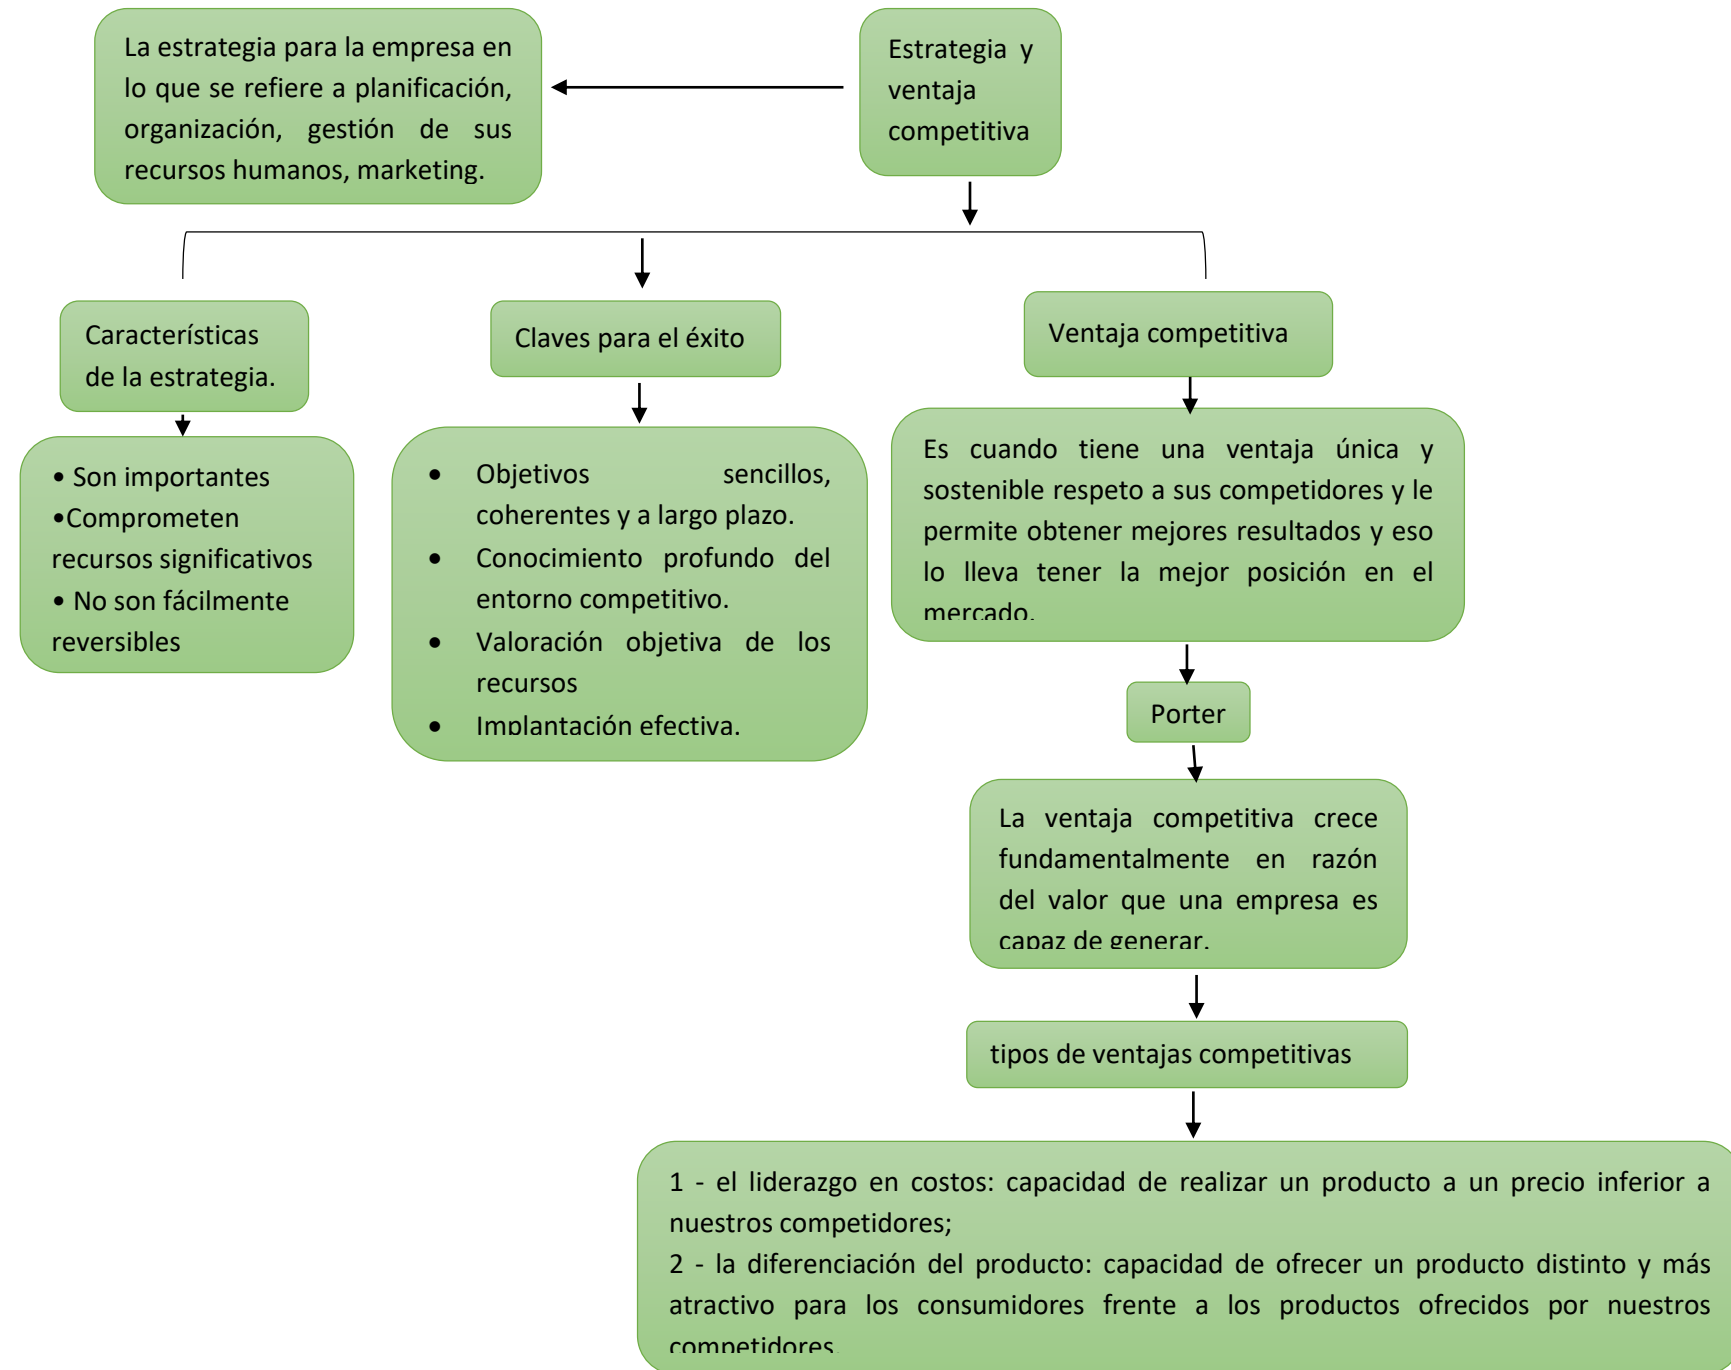 La estrategia para la empresa en
lo que se refiere a planificación,
organización, gestión de sus
recursos humanos, marketing.
Estrategia y
ventaja
competitiva
Características
de la estrategia.
Claves para el éxito
Ventaja competitiva
• Son importantes
•Comprometen
recursos significativos
• No son fácilmente
reversibles
• Objetivos sencillos,
coherentes y a largo plazo.
• Conocimiento profundo del
entorno competitivo.
• Valoración objetiva de los
recursos
• Implantación efectiva.
Es cuando tiene una ventaja única y
sostenible respeto a sus competidores y le
permite obtener mejores resultados y eso
lo lleva tener la mejor posición en el
mercado.
Porter
La ventaja competitiva crece
fundamentalmente en razón
del valor que una empresa es
capaz de generar.
tipos de ventajas competitivas
1 - el liderazgo en costos: capacidad de realizar un producto a un precio inferior a
nuestros competidores;
2 - la diferenciación del producto: capacidad de ofrecer un producto distinto y más
atractivo para los consumidores frente a los productos ofrecidos por nuestros
competidores.